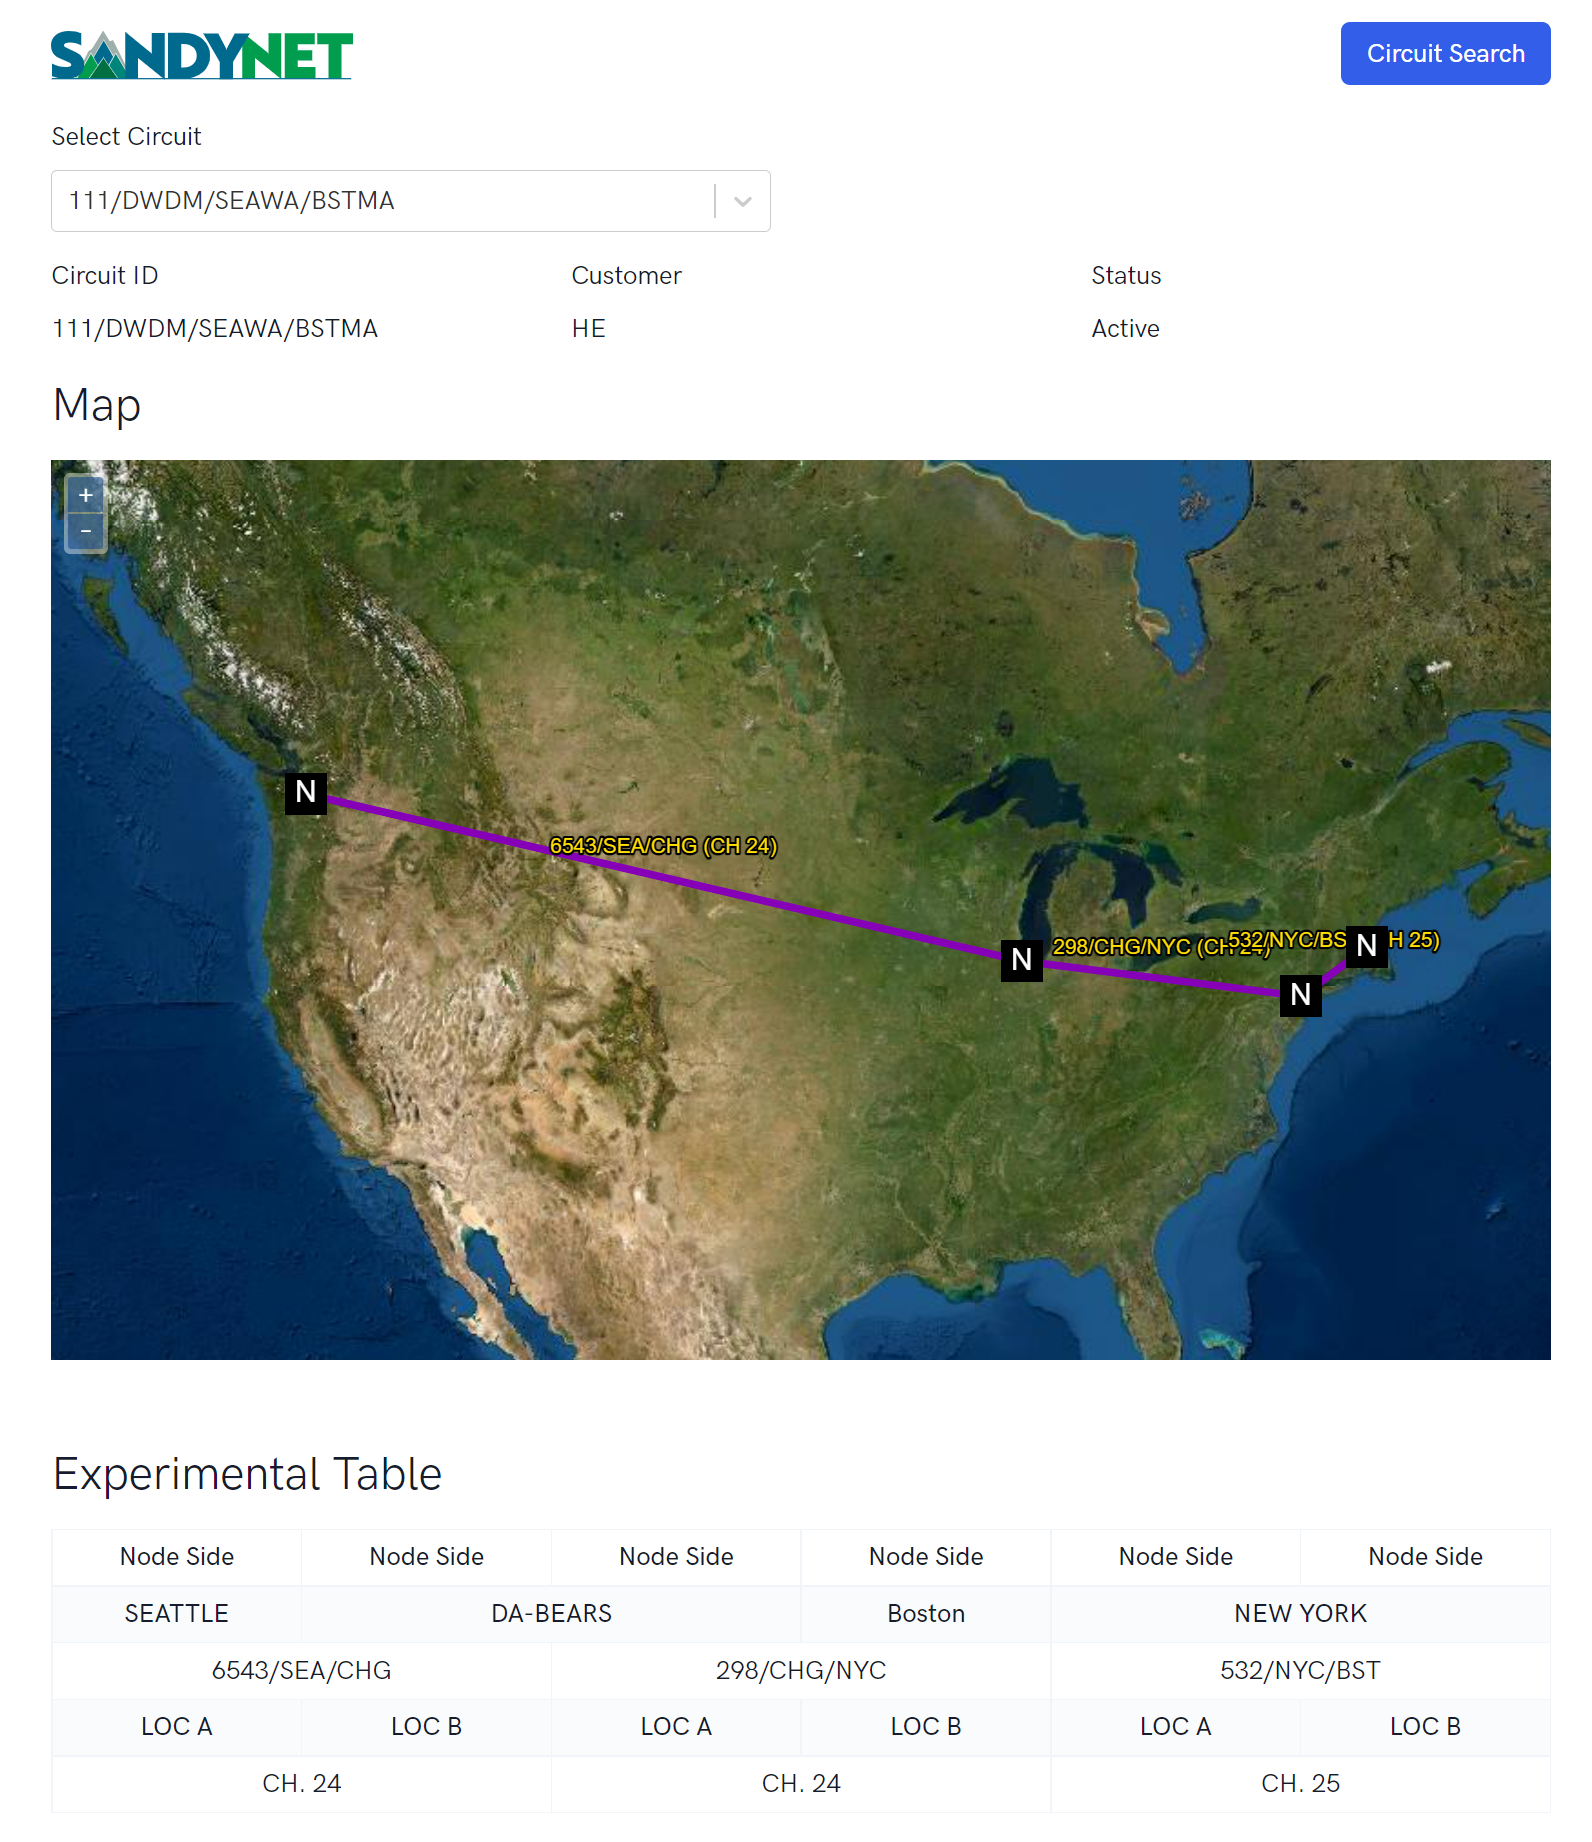 SANDYNET
Circuit Search
Select Circuit
111/DWDM/SEAWA/BSTMA
Circuit ID Customer Status
111/DWDM/SEAWA/BSTMA HE Active
Map
+
−
N
6543/SEA/CHG (CH 24)
N
298/CHG/NYC (CH 24)
532/NYC/BS H 25)
N
N
Experimental Table
Node Side Node Side Node Side Node Side Node Side Node Side
SEATTLE DA-BEARS Boston NEW YORK
6543/SEA/CHG 298/CHG/NYC 532/NYC/BST
LOC A LOC B LOC A LOC B LOC A LOC B
CH. 24 CH. 24 CH. 25